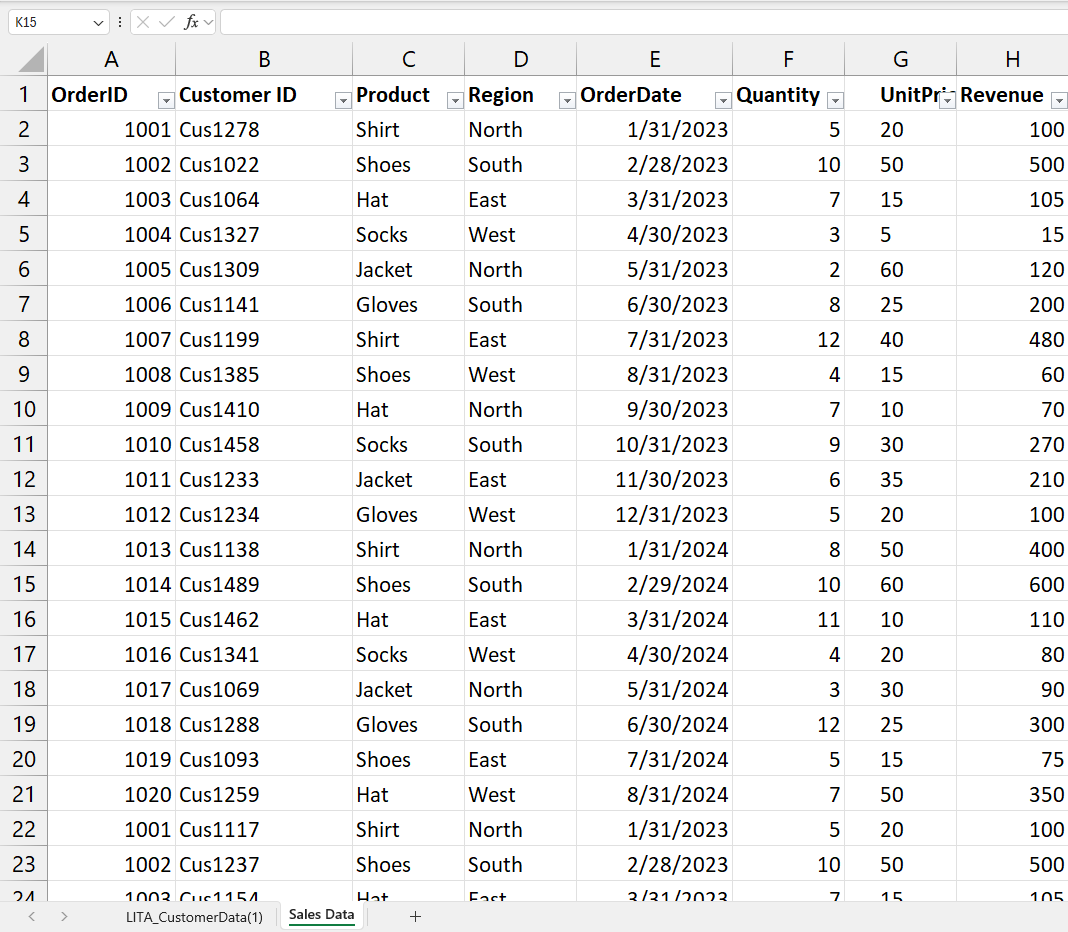 K15 fx
A B C D E F G H
1 OrderID Customer ID Product Region OrderDate Quantity UnitPri Revenue
2 1001 Cus1278 Shirt North 1/31/2023 5 20 100
3 1002 Cus1022 Shoes South 2/28/2023 10 50 500
4 1003 Cus1064 Hat East 3/31/2023 7 15 105
5 1004 Cus1327 Socks West 4/30/2023 3 5 15
6 1005 Cus1309 Jacket North 5/31/2023 2 60 120
7 1006 Cus1141 Gloves South 6/30/2023 8 25 200
8 1007 Cus1199 Shirt East 7/31/2023 12 40 480
9 1008 Cus1385 Shoes West 8/31/2023 4 15 60
10 1009 Cus1410 Hat North 9/30/2023 7 10 70
11 1010 Cus1458 Socks South 10/31/2023 9 30 270
12 1011 Cus1233 Jacket East 11/30/2023 6 35 210
13 1012 Cus1234 Gloves West 12/31/2023 5 20 100
14 1013 Cus1138 Shirt North 1/31/2024 8 50 400
15 1014 Cus1489 Shoes South 2/29/2024 10 60 600
16 1015 Cus1462 Hat East 3/31/2024 11 10 110
17 1016 Cus1341 Socks West 4/30/2024 4 20 80
18 1017 Cus1069 Jacket North 5/31/2024 3 30 90
19 1018 Cus1288 Gloves South 6/30/2024 12 25 300
20 1019 Cus1093 Shoes East 7/31/2024 5 15 75
21 1020 Cus1259 Hat West 8/31/2024 7 50 350
22 1001 Cus1117 Shirt North 1/31/2023 5 20 100
23 1002 Cus1237 Shoes South 2/28/2023 10 50 500
24 1003 Cus1154 Hat East 3/31/2023 7 15 105
LITA_CustomerData(1) Sales Data